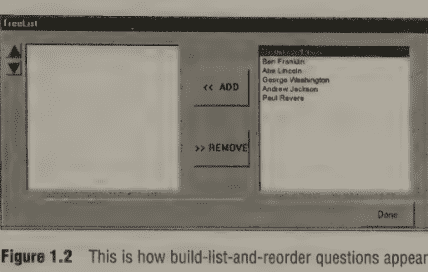 FreeList
<< ADD
>> REMOVE
Ben Franklin
Abe Lincoln
George Washington
Andrew Jackson
Paul Revere
Done
Figure 1.2 This is how build-list-and-reorder questions appear